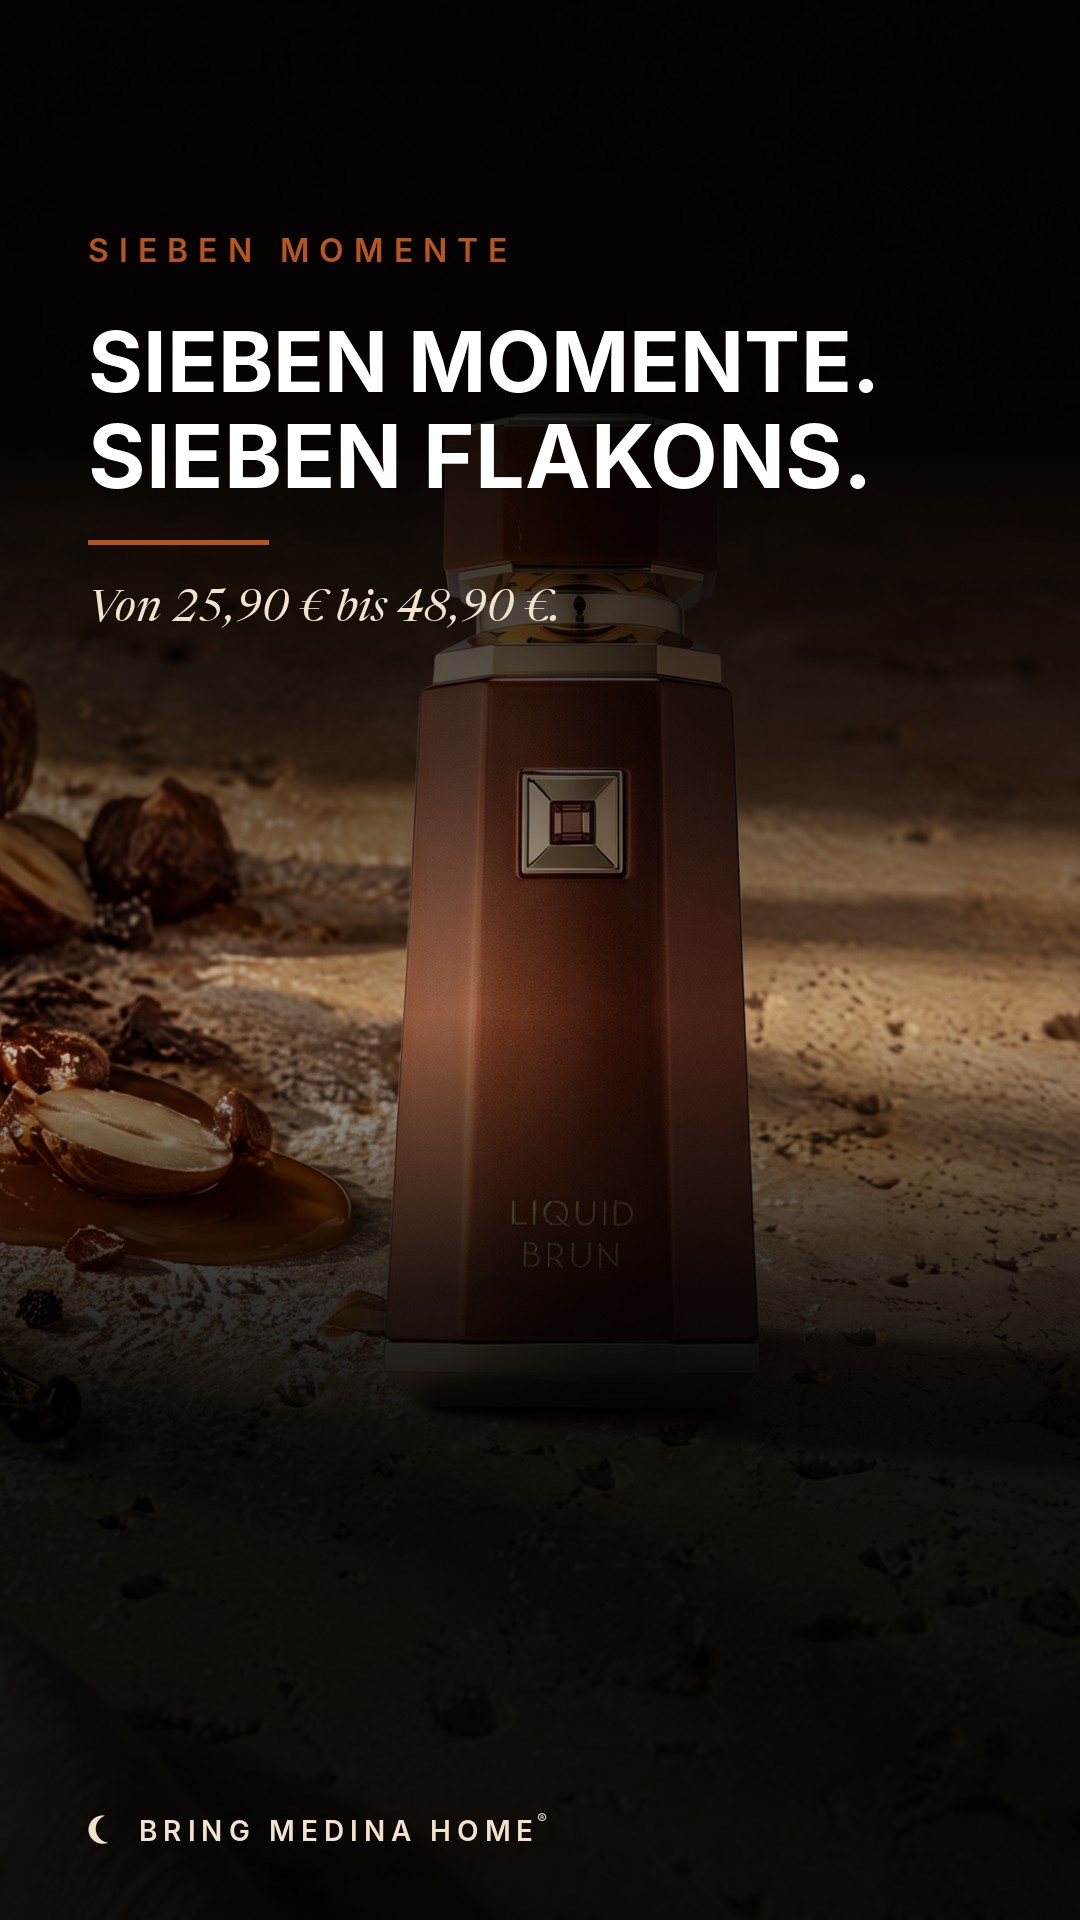 SIEBEN MOMENTE
SIEBEN MOMENTE.
SIEBEN FLAKONS.
Von 25,90 € bis 48,90 €.
LIQUID
BRUN
BRING MEDINA HOME®